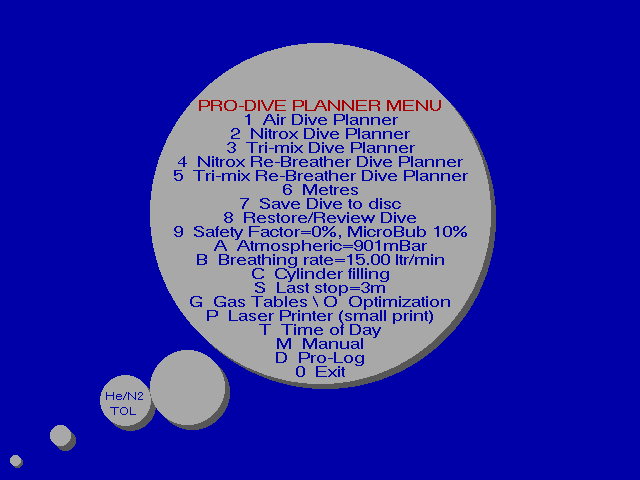 PRO-DIVE PLANNER MENU
1 Air Dive Planner
2 Nitrox Dive Planner
3 Tri-mix Dive Planner
4 Nitrox Re-Breather Dive Planner
5 Tri-mix Re-Breather Dive Planner
6 Metres
7 Save Dive to disc
8 Restore/Review Dive
9 Safety Factor=0%, MicroBub 10%
A Atmospheric=901mBar
B Breathing rate=15.00 ltr/min
C Cylinder filling
S Last stop=3m
G Gas Tables \ O Optimization
P Laser Printer (small print)
T Time of Day
M Manual
D Pro-Log
0 Exit
He/N2
TOL